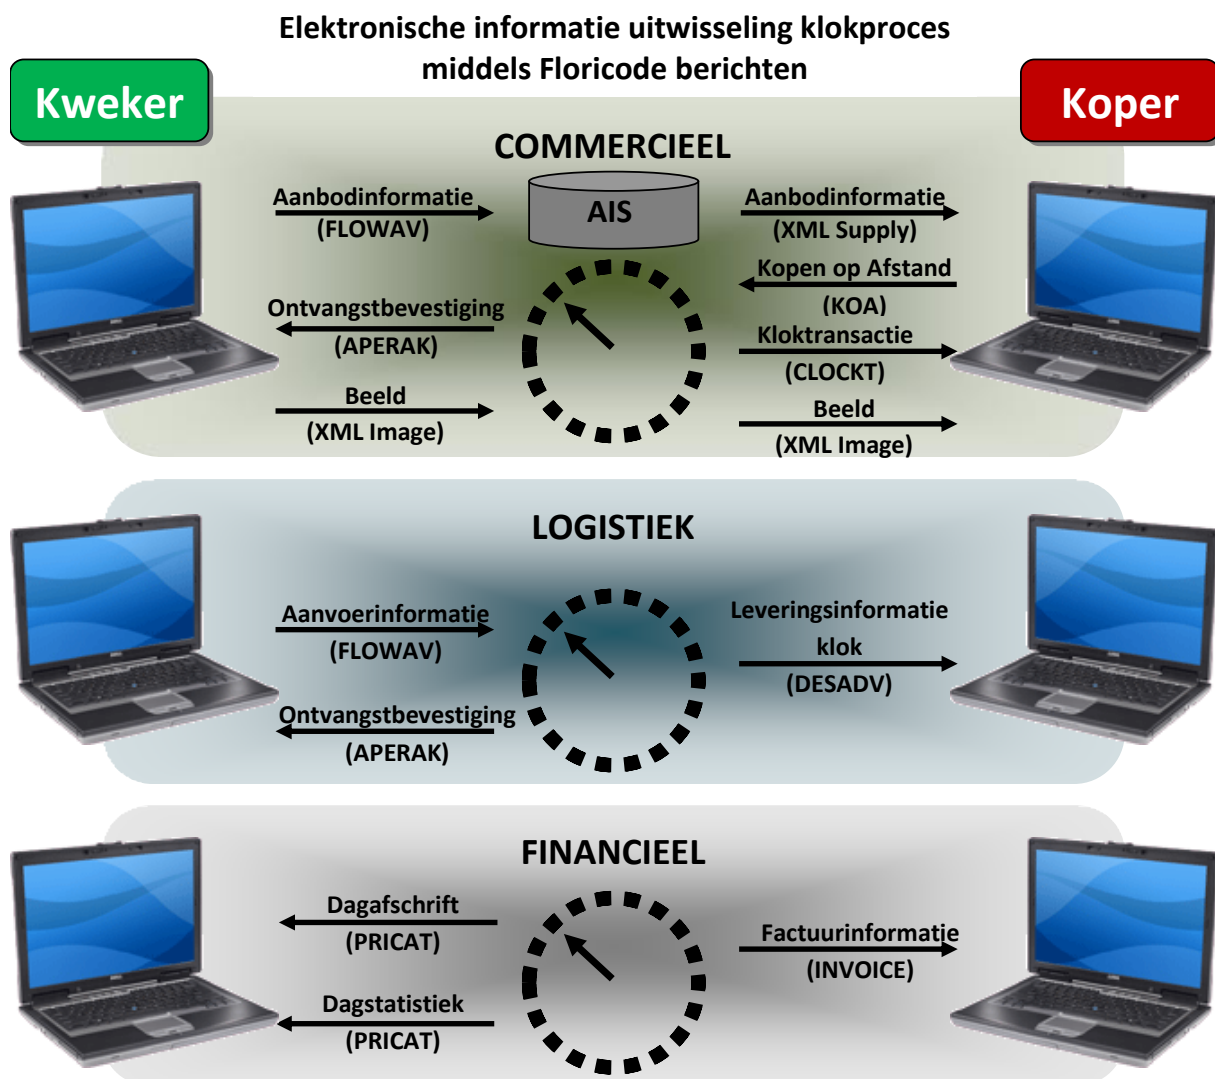 Elektronische informatie uitwisseling klokproces
middels Floricode berichten
Kweker
Koper
COMMERCIEEL
Aanbodinformatie
(FLOWAV)
AIS
Aanbodinformatie
(XML Supply)
Kopen op Afstand
(KOA)
Ontvangstbevestiging
(APERAK)
Kloktransactie
(CLOCKT)
Beeld
(XML Image)
Beeld
(XML Image)
LOGISTIEK
Aanvoerinformatie
(FLOWAV)
Leveringsinformatie
klok
(DESADV)
Ontvangstbevestiging
(APERAK)
FINANCIEEL
Dagafschrift
(PRICAT)
Factuurinformatie
(INVOICE)
Dagstatistiek
(PRICAT)